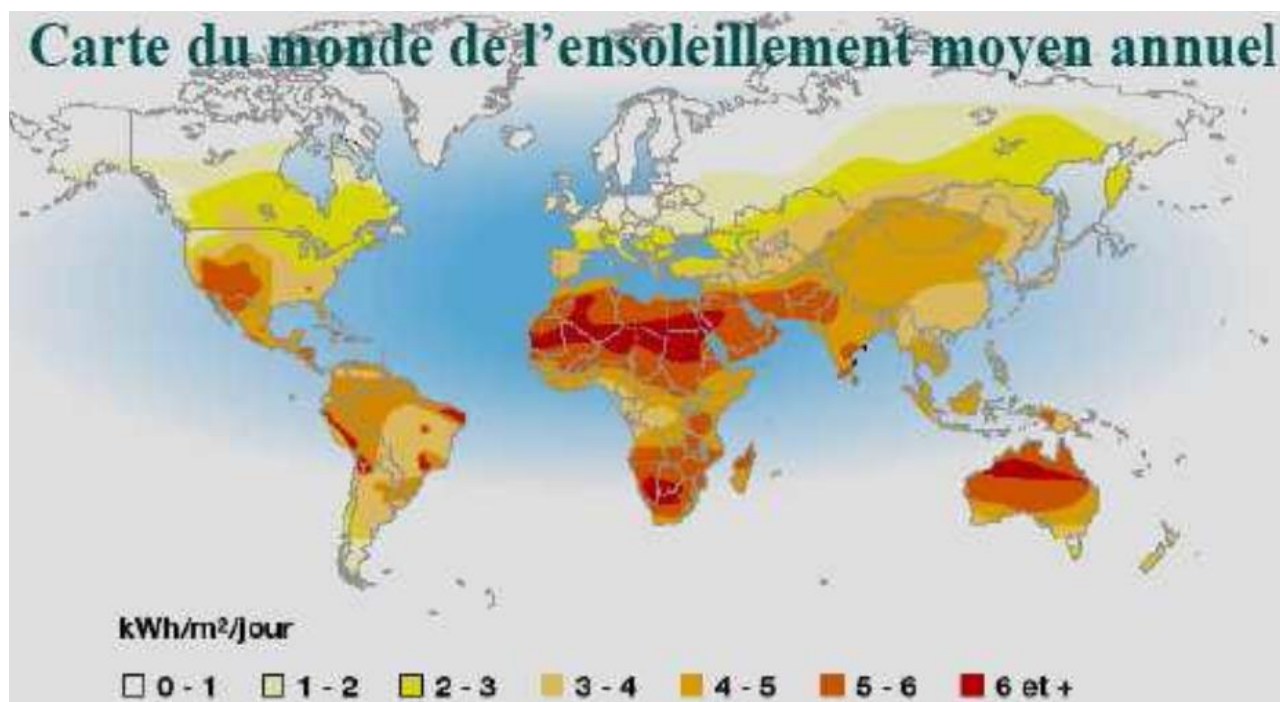 Carte du monde de l’ensoleillement moyen annuel
kWh/m²/jour
0 - 1 1 - 2 2 - 3 3 - 4 4 - 5 5 - 6 6 et +